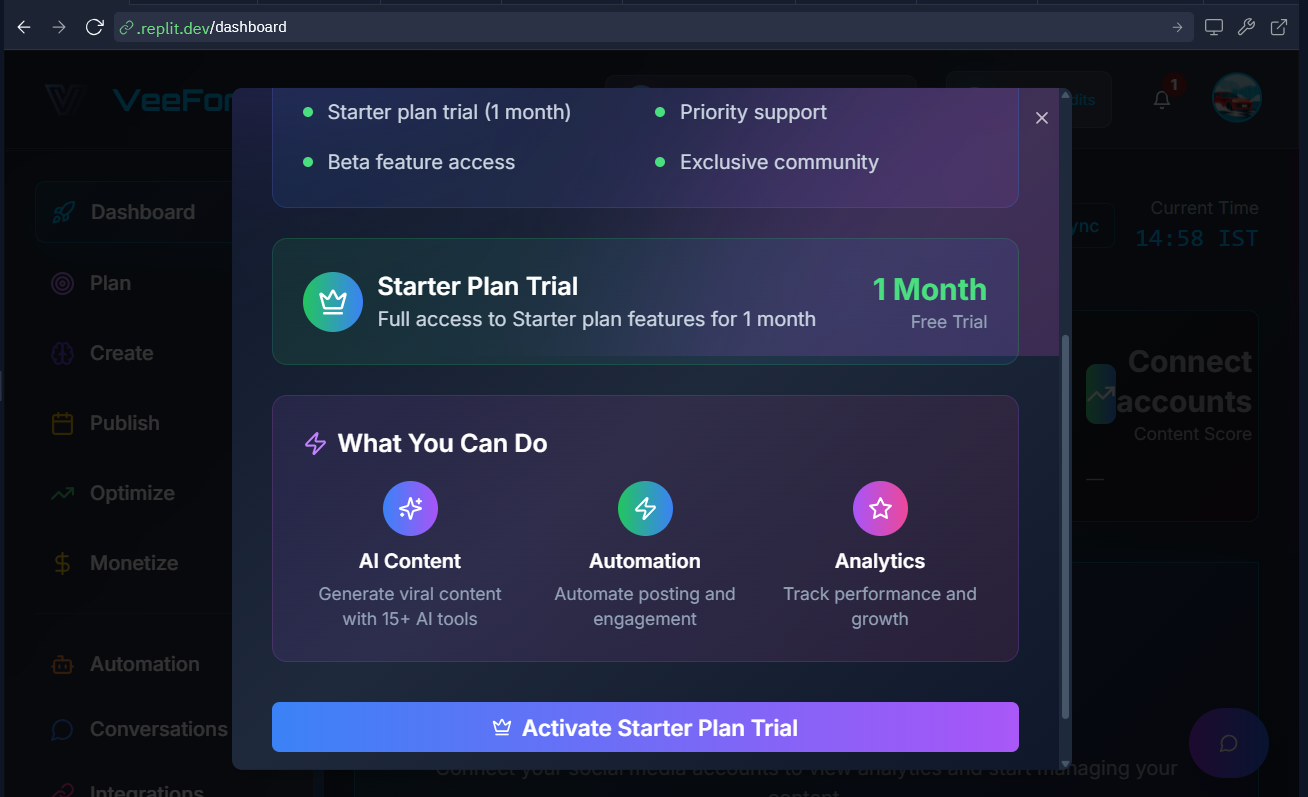 .replit.dev/dashboard
VeeFor
dits
1
Starter plan trial (1 month)
Priority support
Beta feature access
Exclusive community
Dashboard
Plan
Create
Publish
Optimize
Monetize
Automation
Conversations
Integrations
ync
Current Time
14:58 IST
Starter Plan Trial
Full access to Starter plan features for 1 month
1 Month
Free Trial
Connect
accounts
Content Score
—
What You Can Do
AI Content
Generate viral content
with 15+ AI tools
Automation
Automate posting and
engagement
Analytics
Track performance and
growth
Activate Starter Plan Trial
Connect your social media accounts to view analytics and start managing your
content